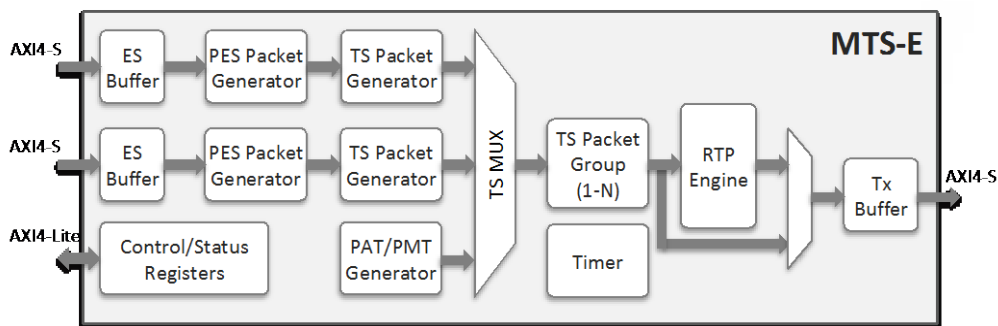 MTS-E
AXI4-S
ES
Buffer
PES Packet
Generator
TS Packet
Generator
AXI4-S
ES
Buffer
PES Packet
Generator
TS Packet
Generator
TS MUX
TS Packet
Group
(1-N)
RTP
Engine
Tx
Buffer
AXI4-S
AXI4-Lite
Control/Status
Registers
PAT/PMT
Generator
Timer